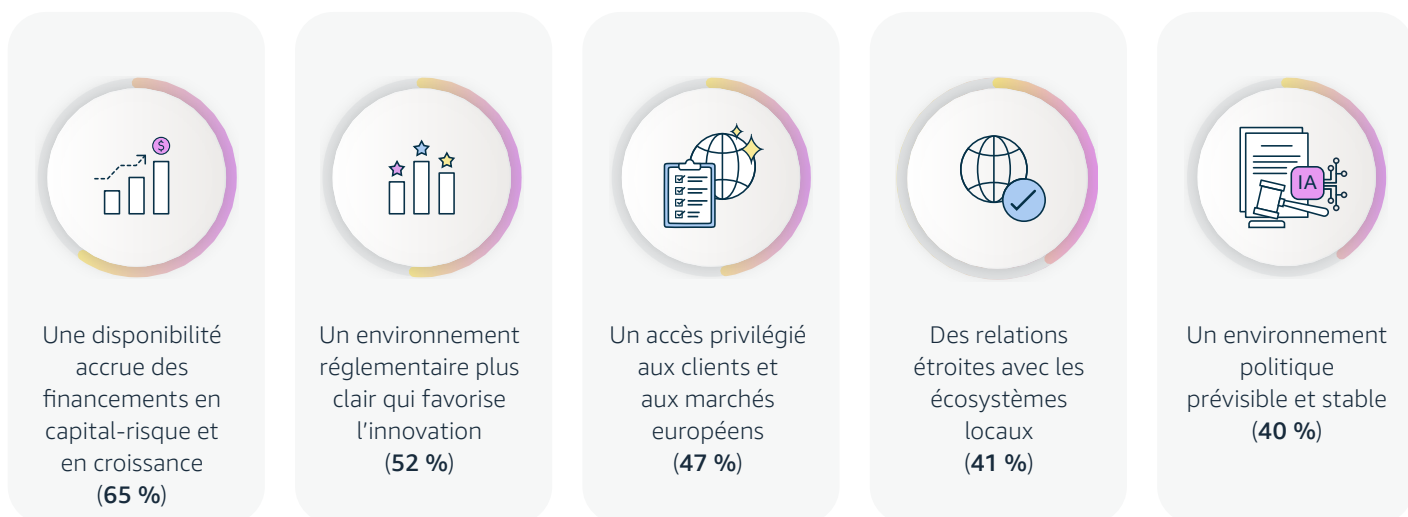 $
IA
Une disponibilité
accrue des
financements en
capital-risque et
en croissance
(65 %)
Un environnement
réglementaire plus
clair qui favorise
l'innovation
(52 %)
Un accès privilégié
aux clients et
aux marchés
européens
(47 %)
Des relations
étroites avec les
écosystèmes
locaux
(41 %)
Un environnement
politique
prévisible et stable
(40 %)